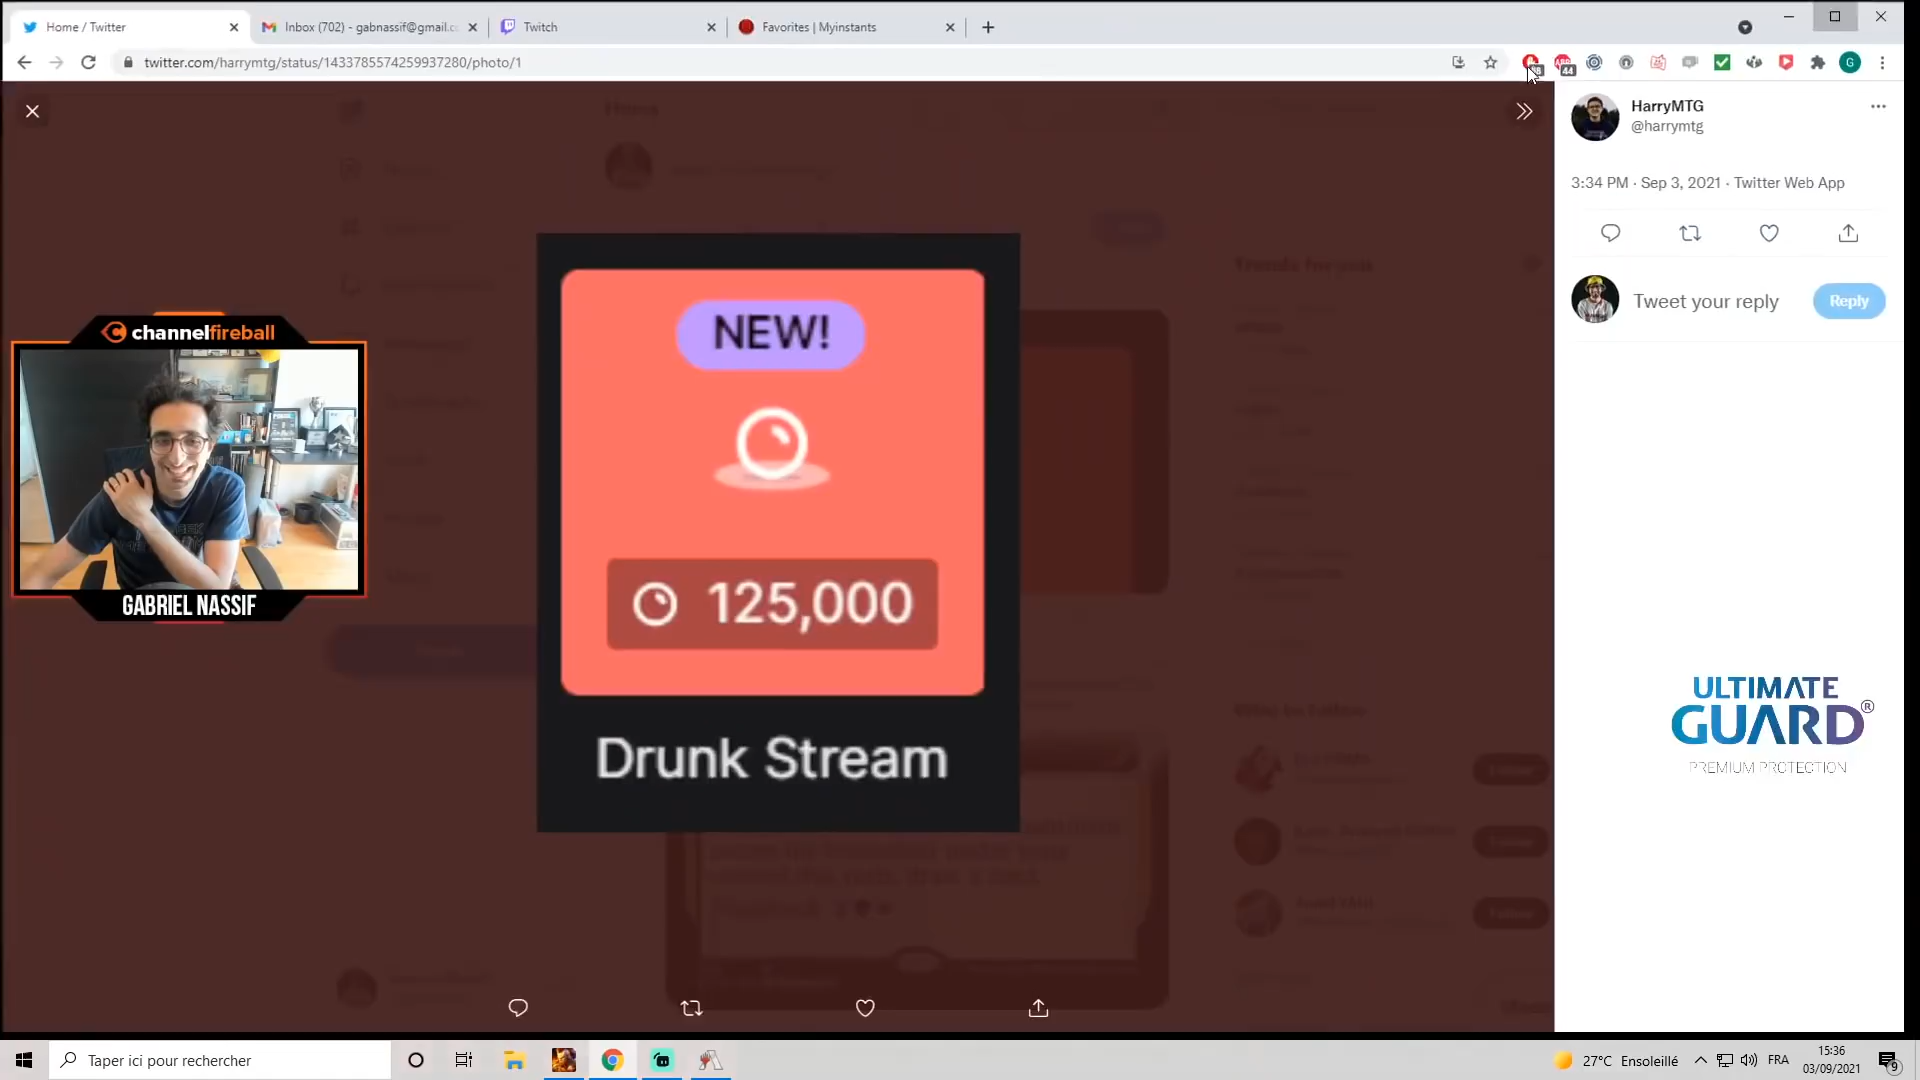 Home / Twitter
Inbox (702) - gabnassif@gmail.c
Twitch
Favorites | Myinstants
twitter.com/harrymtg/status/1433785574259937280/photo/1
44
G
HarryMTG
@harrymtg
3:34 PM · Sep 3, 2021 · Twitter Web App
Tweet your reply
Reply
NEW!
125,000
Drunk Stream
channelfireball
GABRIEL NASSIF
ULTIMATE
GUARD®
PREMIUM PROTECTION
Taper ici pour rechercher
27°C Ensoleillé
FRA
15:36
03/09/2021
9